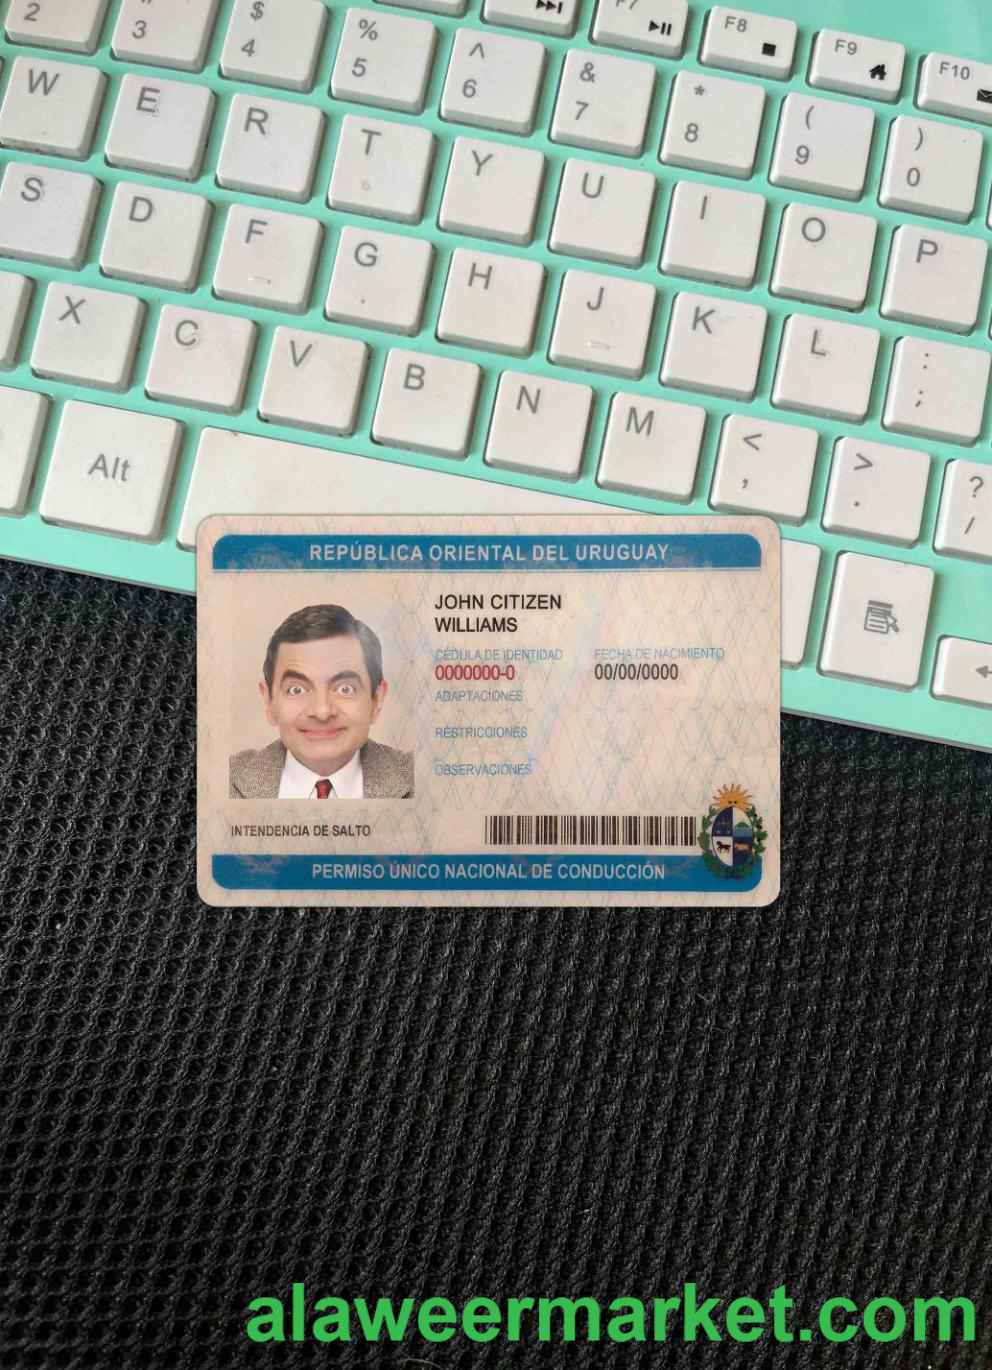 2
3
$
4
%
5
^
6
&
7
*
8
(
9
)
0
F7
F8
F9
F10
W
E
R
T
Y
U
I
O
P
S
D
F
G
H
J
K
L
:
;
X
C
V
B
N
M
<
,
>
.
?
/
Alt
REPÚBLICA ORIENTAL DEL URUGUAY
JOHN CITIZEN
WILLIAMS
CÉDULA DE IDENTIDAD FECHA DE NACIMIENTO
0000000-0 00/00/0000
ADAPTACIONES
RESTRICCIONES
OBSERVACIONES
INTENDENCIA DE SALTO
PERMISO ÚNICO NACIONAL DE CONDUCCIÓN
alaweermarket.com